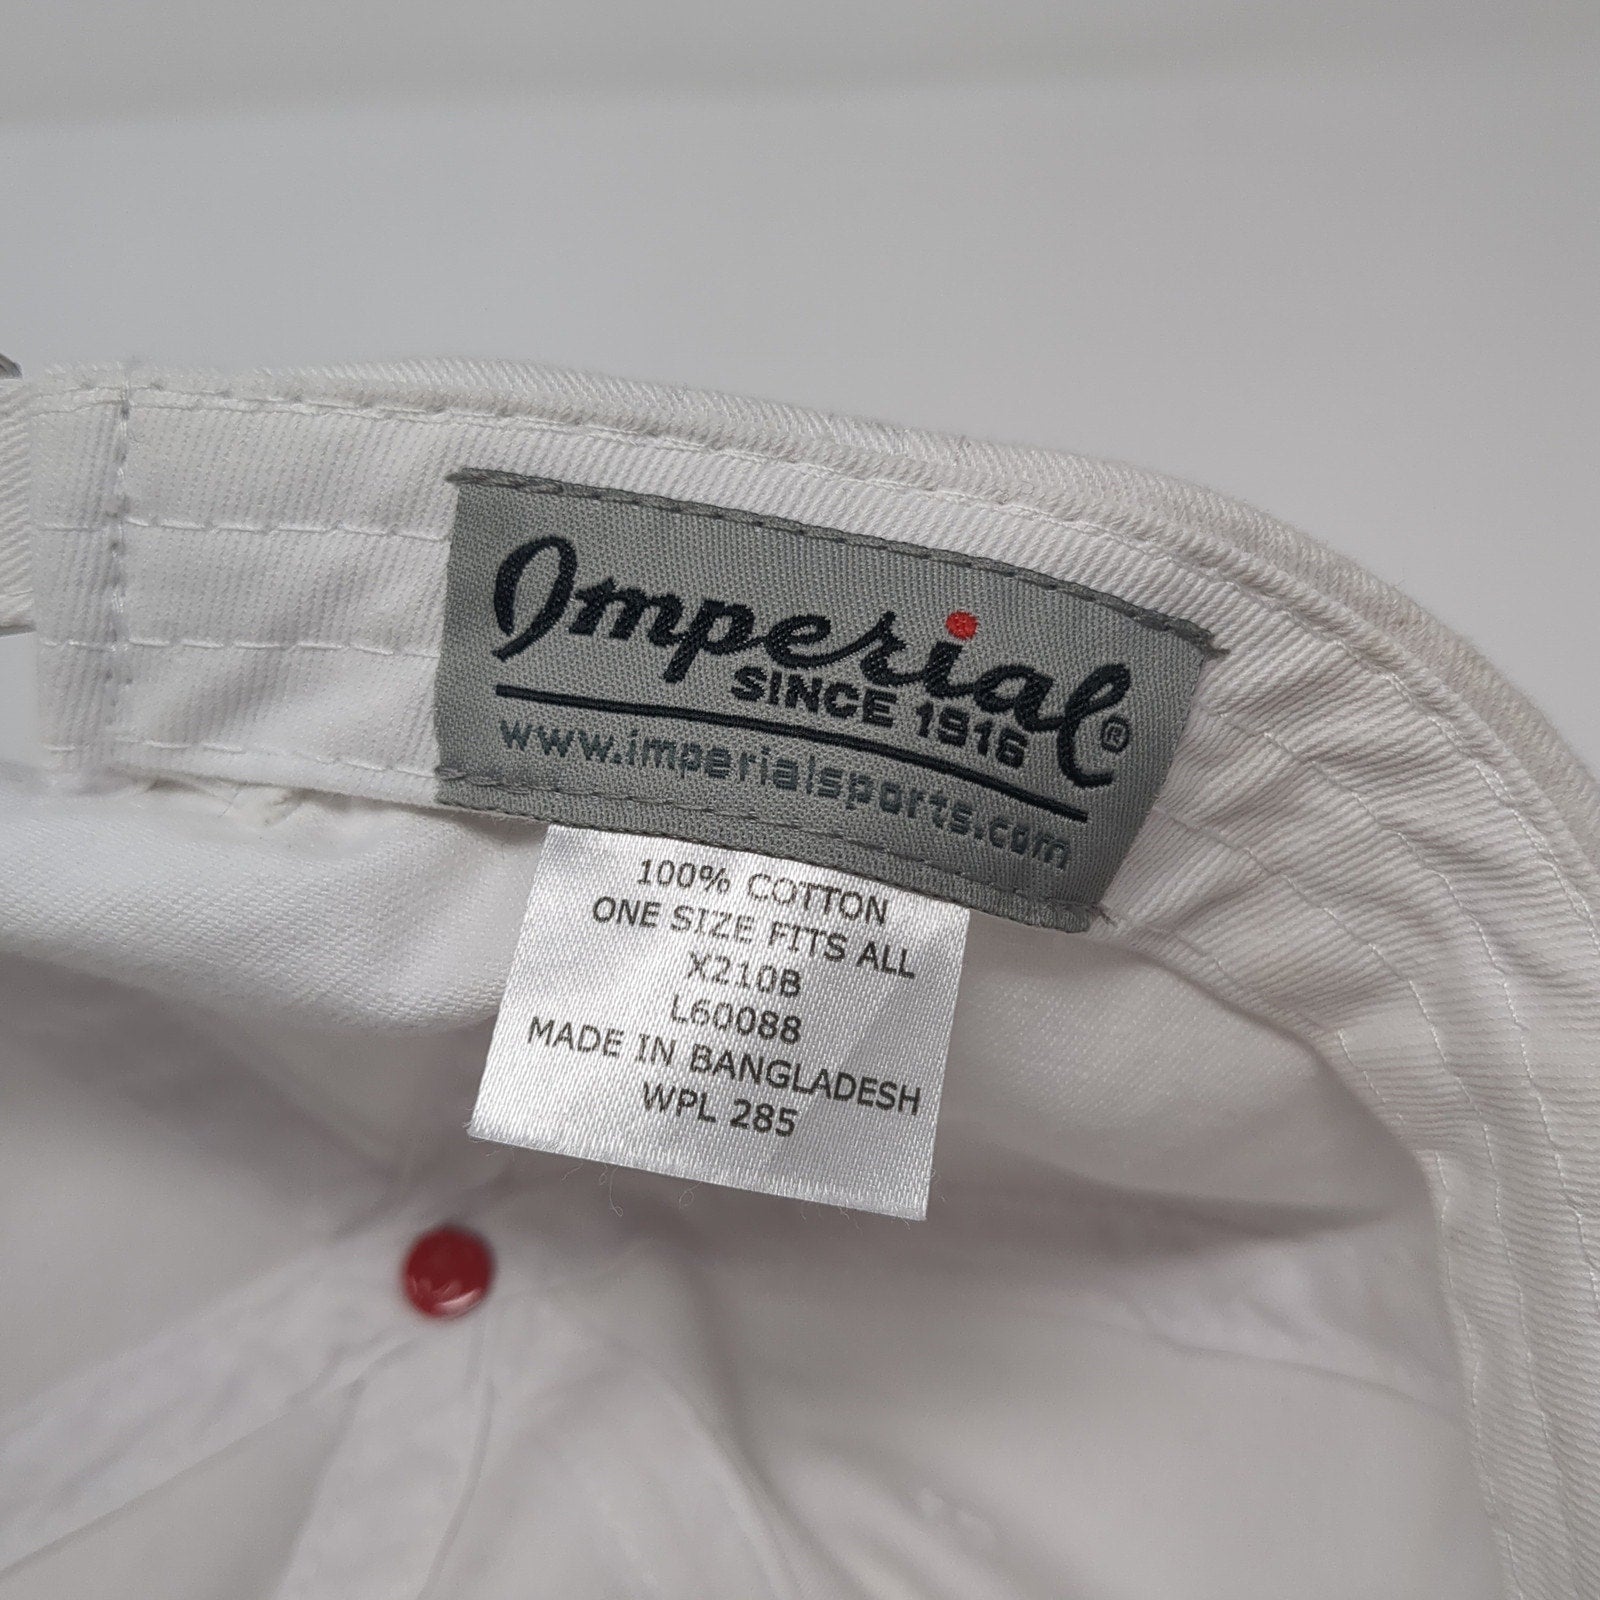 Imperial®
SINCE 1916
www.imperialsports.com
100% COTTON
ONE SIZE FITS ALL
X210B
L60088
MADE IN BANGLADESH
WPL 285